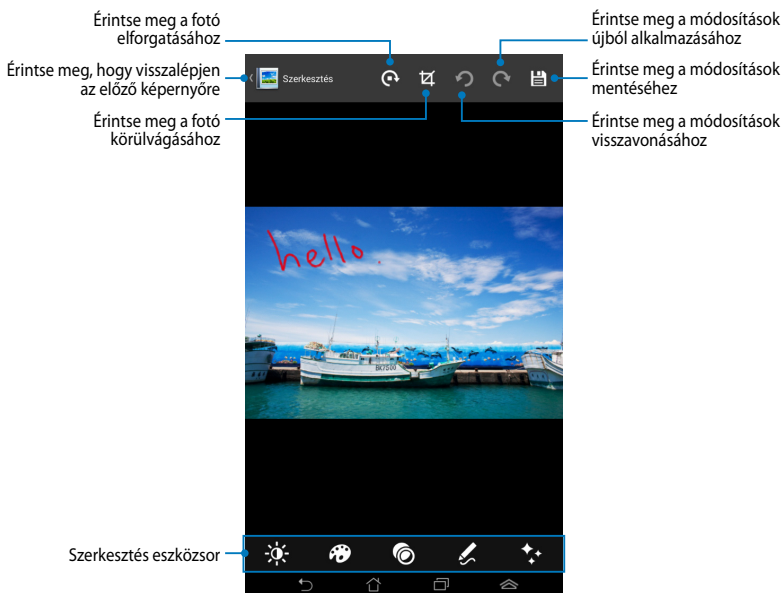 Érintse meg a fotó
elforgatásához
Érintse meg, hogy visszalépjen
az előző képernyőre
Érintse meg a fotó
körülvágásához
Érintse meg a módosítások
újból alkalmazásához
Érintse meg a módosítások
mentéséhez
Érintse meg a módosítások
visszavonásához
Szerkesztés
hello
BK7500
Szerkesztés eszközsor